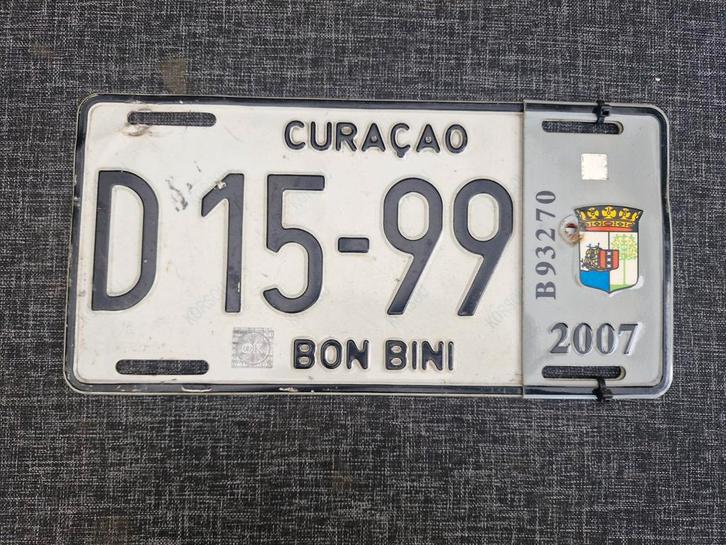 CURAÇAO
D 15-99
BON BINI
B93270
2007